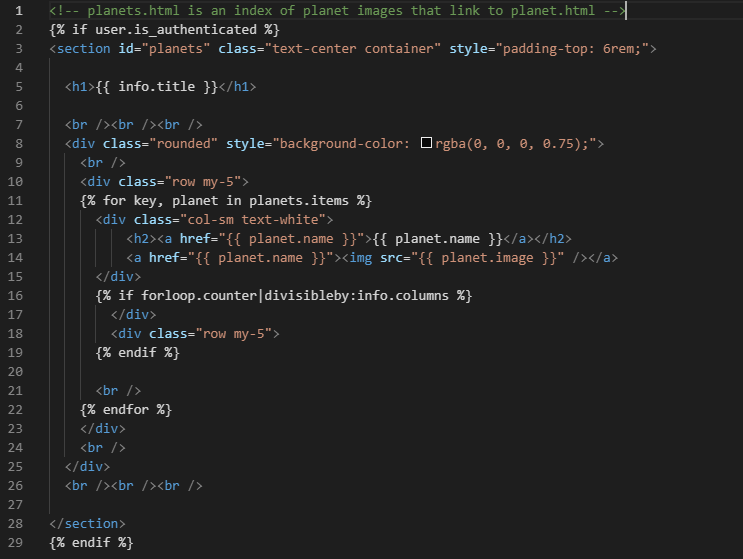 1 <!-- planets.html is an index of planet images that link to planet.html -->
2 {% if user.is_authenticated %}
3 <section id="planets" class="text-center container" style="padding-top: 6rem;">
4
5 <h1>{{ info.title }}</h1>
6
7 <br /><br /><br />
8 <div class="rounded" style="background-color: rgba(0, 0, 0, 0.75);">
9 <br />
10 <div class="row my-5">
11 {% for key, planet in planets.items %}
12 <div class="col-sm text-white">
13 <h2><a href="{{ planet.name }}">{{ planet.name }}</a></h2>
14 <a href="{{ planet.name }}"><img src="{{ planet.image }}" /></a>
15 </div>
16 {% if forloop.counter|divisibleby:info.columns %}
17 </div>
18 <div class="row my-5">
19 {% endif %}
20
21 <br />
22 {% endfor %}
23 </div>
24 <br />
25 </div>
26 <br /><br /><br />
27
28 </section>
29 {% endif %}